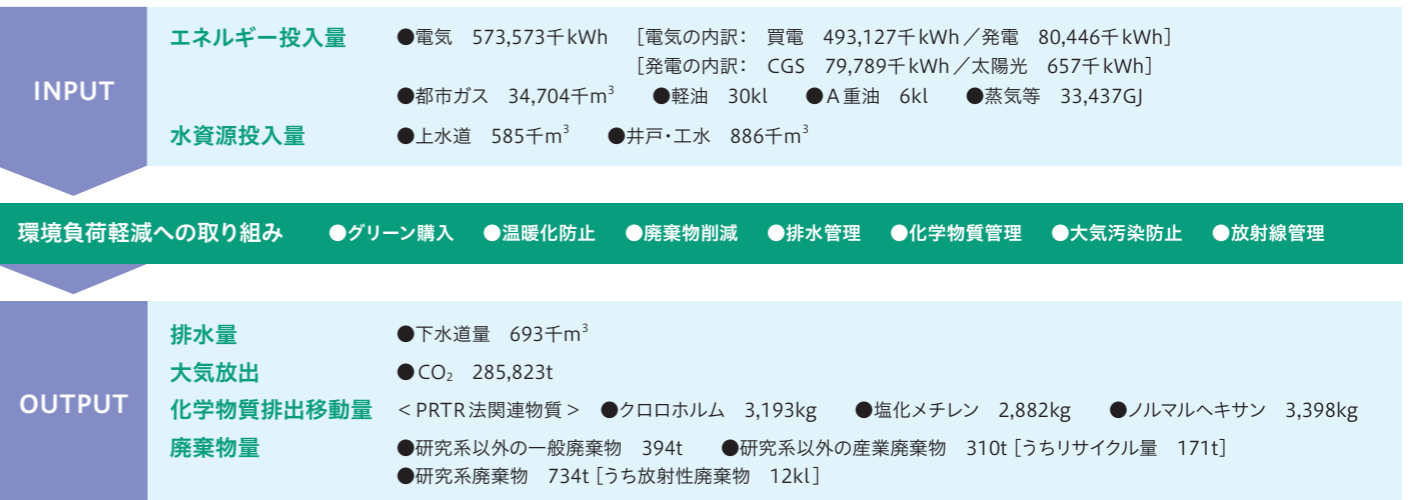 INPUT
エネルギー投入量 ●電気 573,573千kWh [電気の内訳: 買電 493,127千kWh/発電 80,446千kWh]
[発電の内訳: CGS 79,789千kWh/太陽光 657千kWh]
●都市ガス 34,704千m³ ●軽油 30kl ●A重油 6kl ●蒸気等 33,437GJ
水資源投入量 ●上水道 585千m³ ●井戸・工水 886千m³
環境負荷軽減への取り組み ●グリーン購入 ●温暖化防止 ●廃棄物削減 ●排水管理 ●化学物質管理 ●大気汚染防止 ●放射線管理
OUTPUT
排水量 ●下水道量 693千m³
大気放出 ●CO₂ 285,823t
化学物質排出移動量 <PRTR法関連物質> ●クロロホルム 3,193kg ●塩化メチレン 2,882kg ●ノルマルヘキサン 3,398kg
廃棄物量 ●研究系以外の一般廃棄物 394t ●研究系以外の産業廃棄物 310t [うちリサイクル量 171t]
●研究系廃棄物 734t [うち放射性廃棄物 12kl]